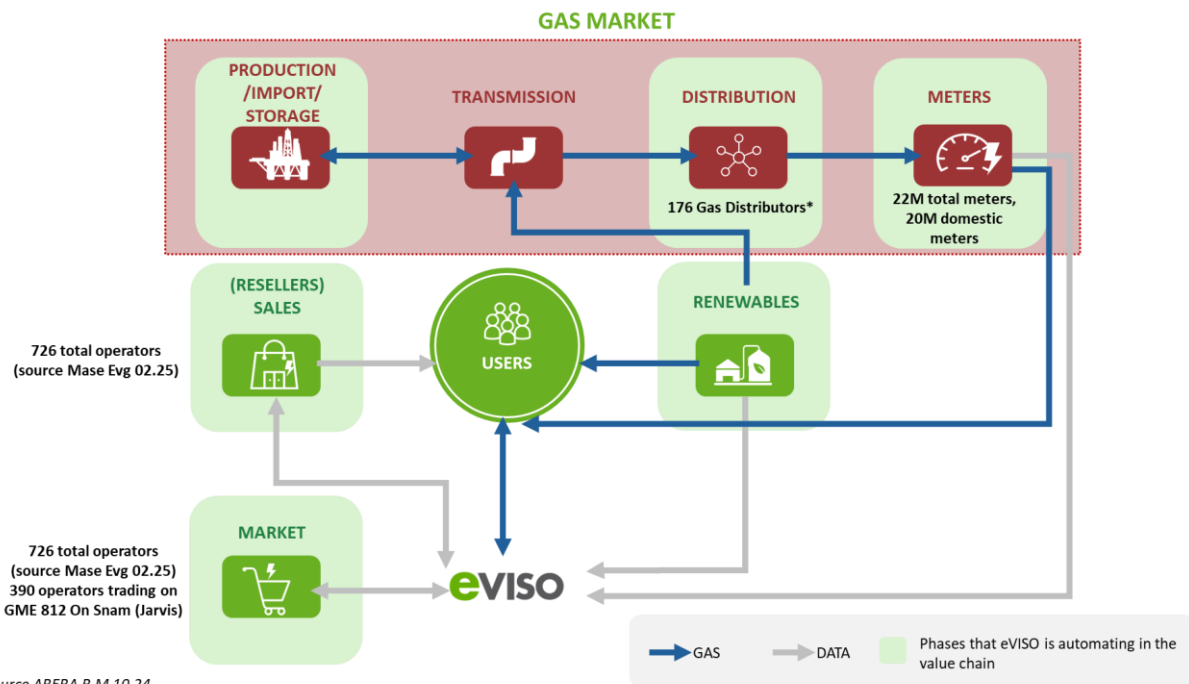 GAS MARKET
PRODUCTION
/IMPORT/
STORAGE
TRANSMISSION
DISTRIBUTION
METERS
176 Gas Distributors*
22M total meters,
20M domestic
meters
(RESELLERS)
SALES
USERS
RENEWABLES
726 total operators
(source Mase Evg 02.25)
MARKET
726 total operators
(source Mase Evg 02.25)
390 operators trading on
GME 812 On Snam (Jarvis)
eVISO
GAS
DATA
Phases that eVISO is automating in the
value chain